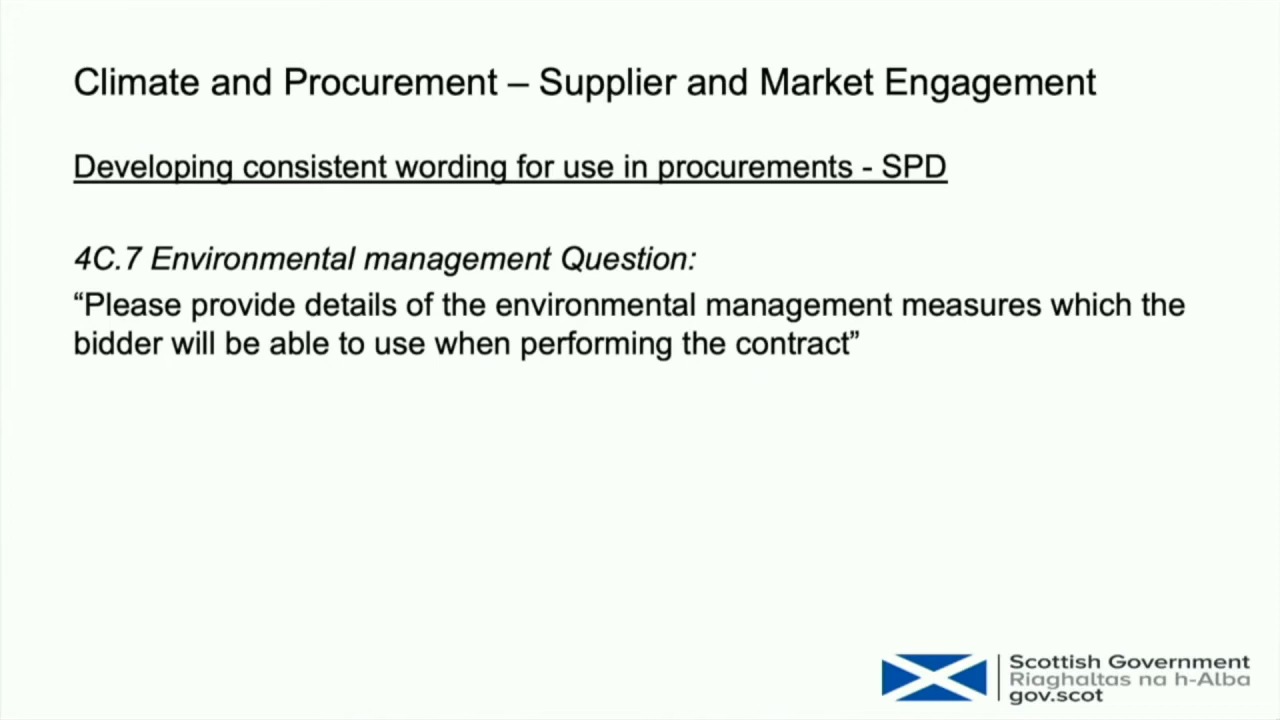 Climate and Procurement – Supplier and Market Engagement
Developing consistent wording for use in procurements - SPD
4C.7 Environmental management Question:
“Please provide details of the environmental management measures which the
bidder will be able to use when performing the contract”
Scottish Government
Riaghaltas na h-Alba
gov.scot